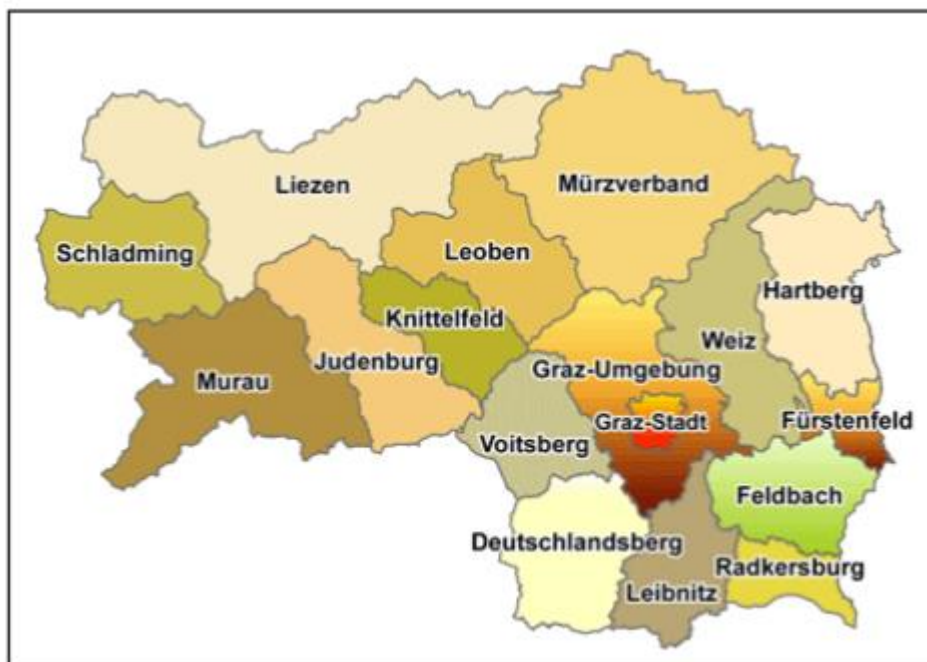 Liezen
Mürzverband
Schladming
Leoben
Hartberg
Knittelfeld
Weiz
Judenburg
Graz-Umgebung
Murau
Fürstenfeld
Graz-Stadt
Voitsberg
Feldbach
Deutschlandsberg
Radkersburg
Leibnitz